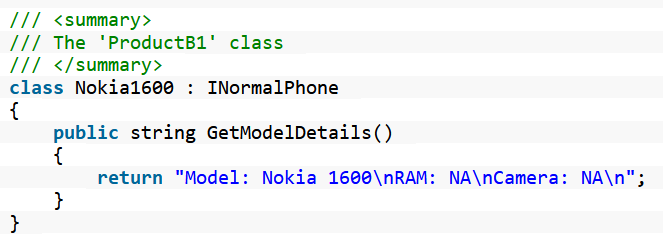 /// <summary>
/// The 'ProductB1' class
/// </summary>
class Nokia1600 : INormalPhone
{
    public string GetModelDetails()
    {
        return "Model: Nokia 1600\nRAM: NA\nCamera: NA\n";
    }
}